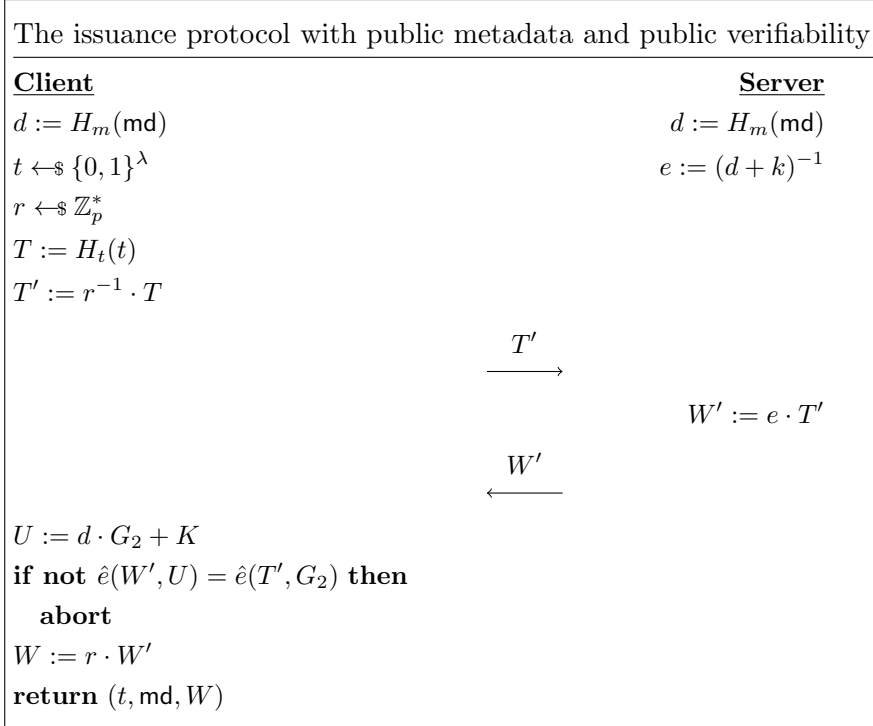 The issuance protocol with public metadata and public verifiability
Client Server
d := H_m(md) d := H_m(md)
t ←$ {0, 1}^λ e := (d + k)^{-1}
r ←$ ℤ_p^*
T := H_t(t)
T′ := r^{-1} · T
T′
W′ := e · T′
W′
U := d · G_2 + K
if not ê(W′, U) = ê(T′, G_2) then
abort
W := r · W′
return (t, md, W)